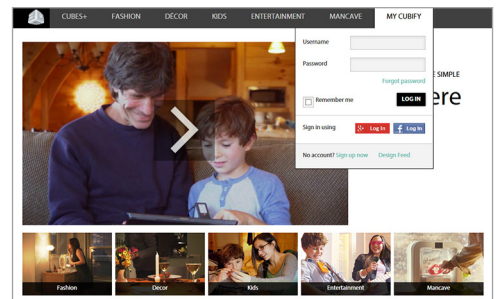 CUBES+ FASHION DÉCOR KIDS ENTERTAINMENT MANCAVE MY CUBIFY
Username
Password
Forgot password
Remember me LOG IN
Sign in using Log In Log In
No account? Sign up now Design Feed
E SIMPLE
ere
Fashion Décor Kids Entertainment Mancave